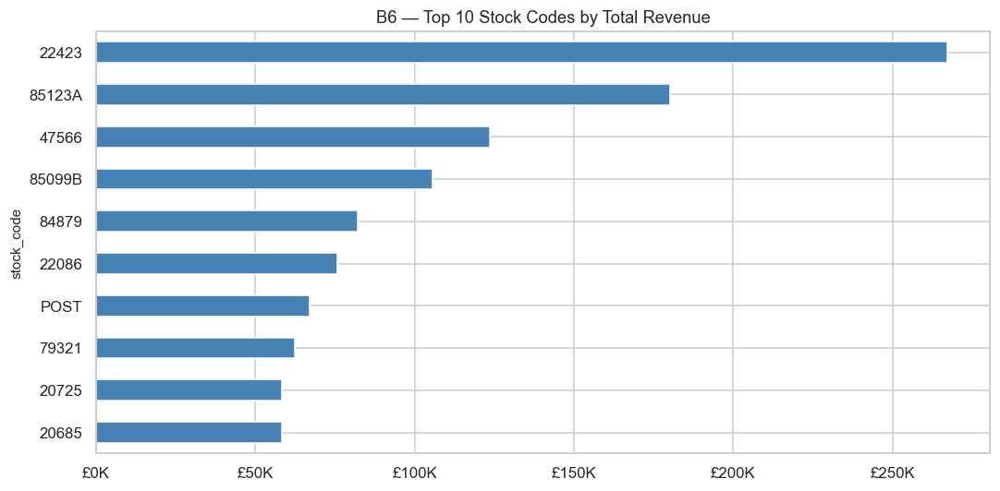 B6 — Top 10 Stock Codes by Total Revenue
stock_code
22423
85123A
47566
85099B
84879
22086
POST
79321
20725
20685
£0K £50K £100K £150K £200K £250K